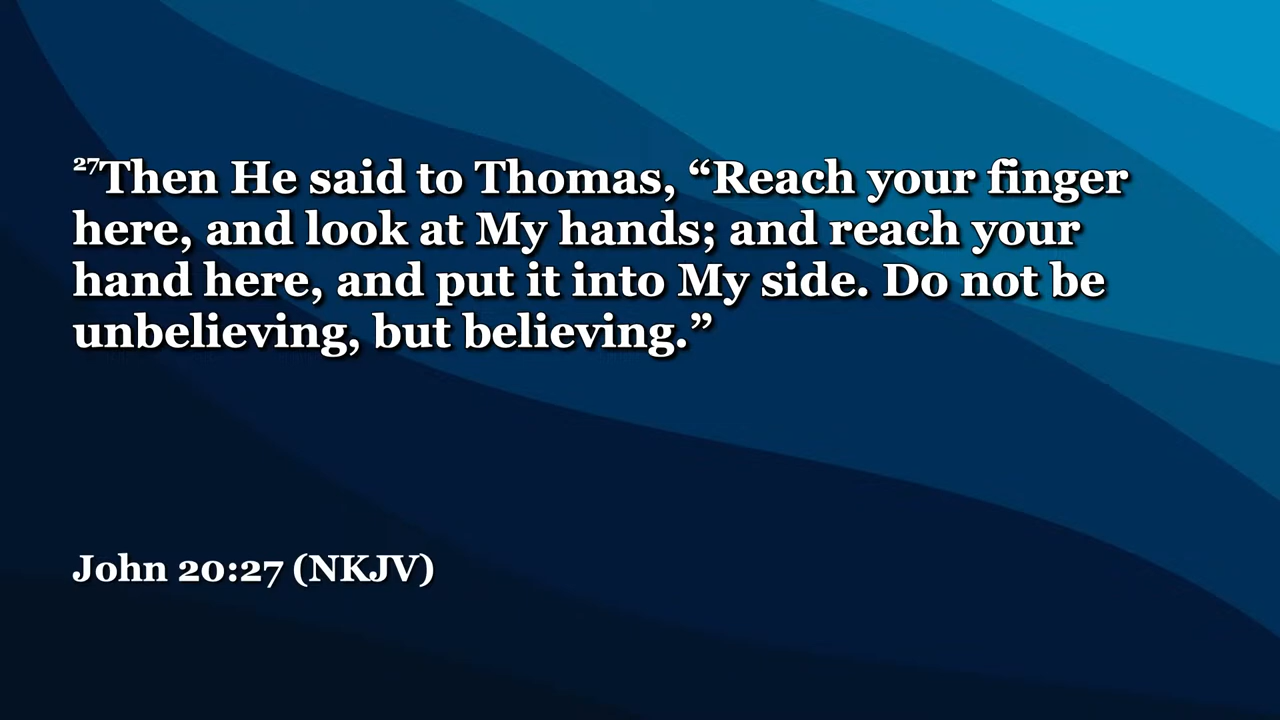 27Then He said to Thomas, “Reach your finger
here, and look at My hands; and reach your
hand here, and put it into My side. Do not be
unbelieving, but believing.”
John 20:27 (NKJV)